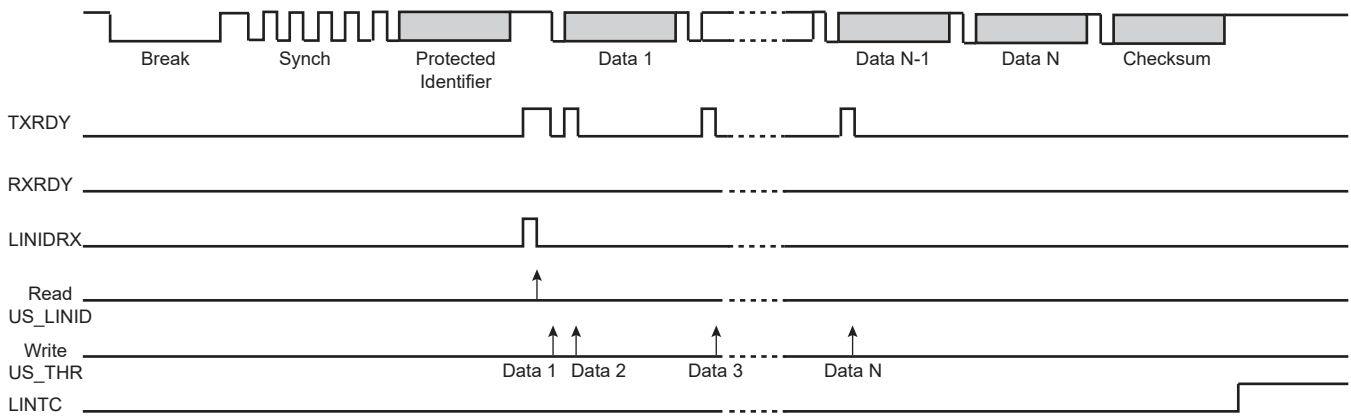 Break Synch Protected Data 1 Data N-1 Data N Checksum
Identifier
TXRDY
RXRDY
LINIDRX
Read
US_LINID
Write
US_THR
Data 1 Data 2 Data 3 Data N
LINTC